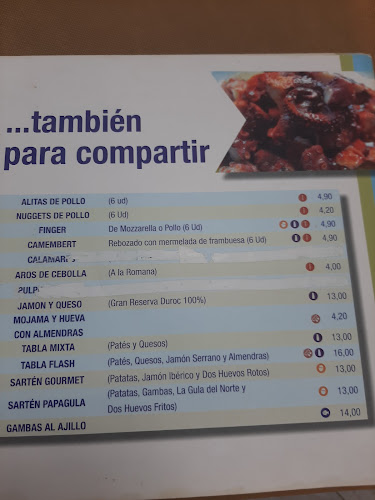 ...también
para compartir
ALITAS DE POLLO (6 ud) 4,90
NUGGETS DE POLLO (6 Ud) 4,20
FINGER De Mozzarella o Pollo (6 Ud) 4,90
CAMEMBERT Rebozado con mermelada de frambuesa (6 Ud) 4,90
AROS DE CEBOLLA (A la Romana) 4,00
JAMON Y QUESO (Gran Reserva Duroc 100%) 13,00
MOJAMA Y HUEVA 4,20
CON ALMENDRAS
TABLA MIXTA (Patés y Quesos) 13,00
TABLA FLASH (Patés, Quesos, Jamón Serrano y Almendras) 16,00
SARTÉN GOURMET (Patatas, Jamón Ibérico y Dos Huevos Rotos) 13,00
SARTÉN PAPAGULA (Patatas, Gambas, La Gula del Norte y 13,00
Dos Huevos Fritos)
GAMBAS AL AJILLO 14,00